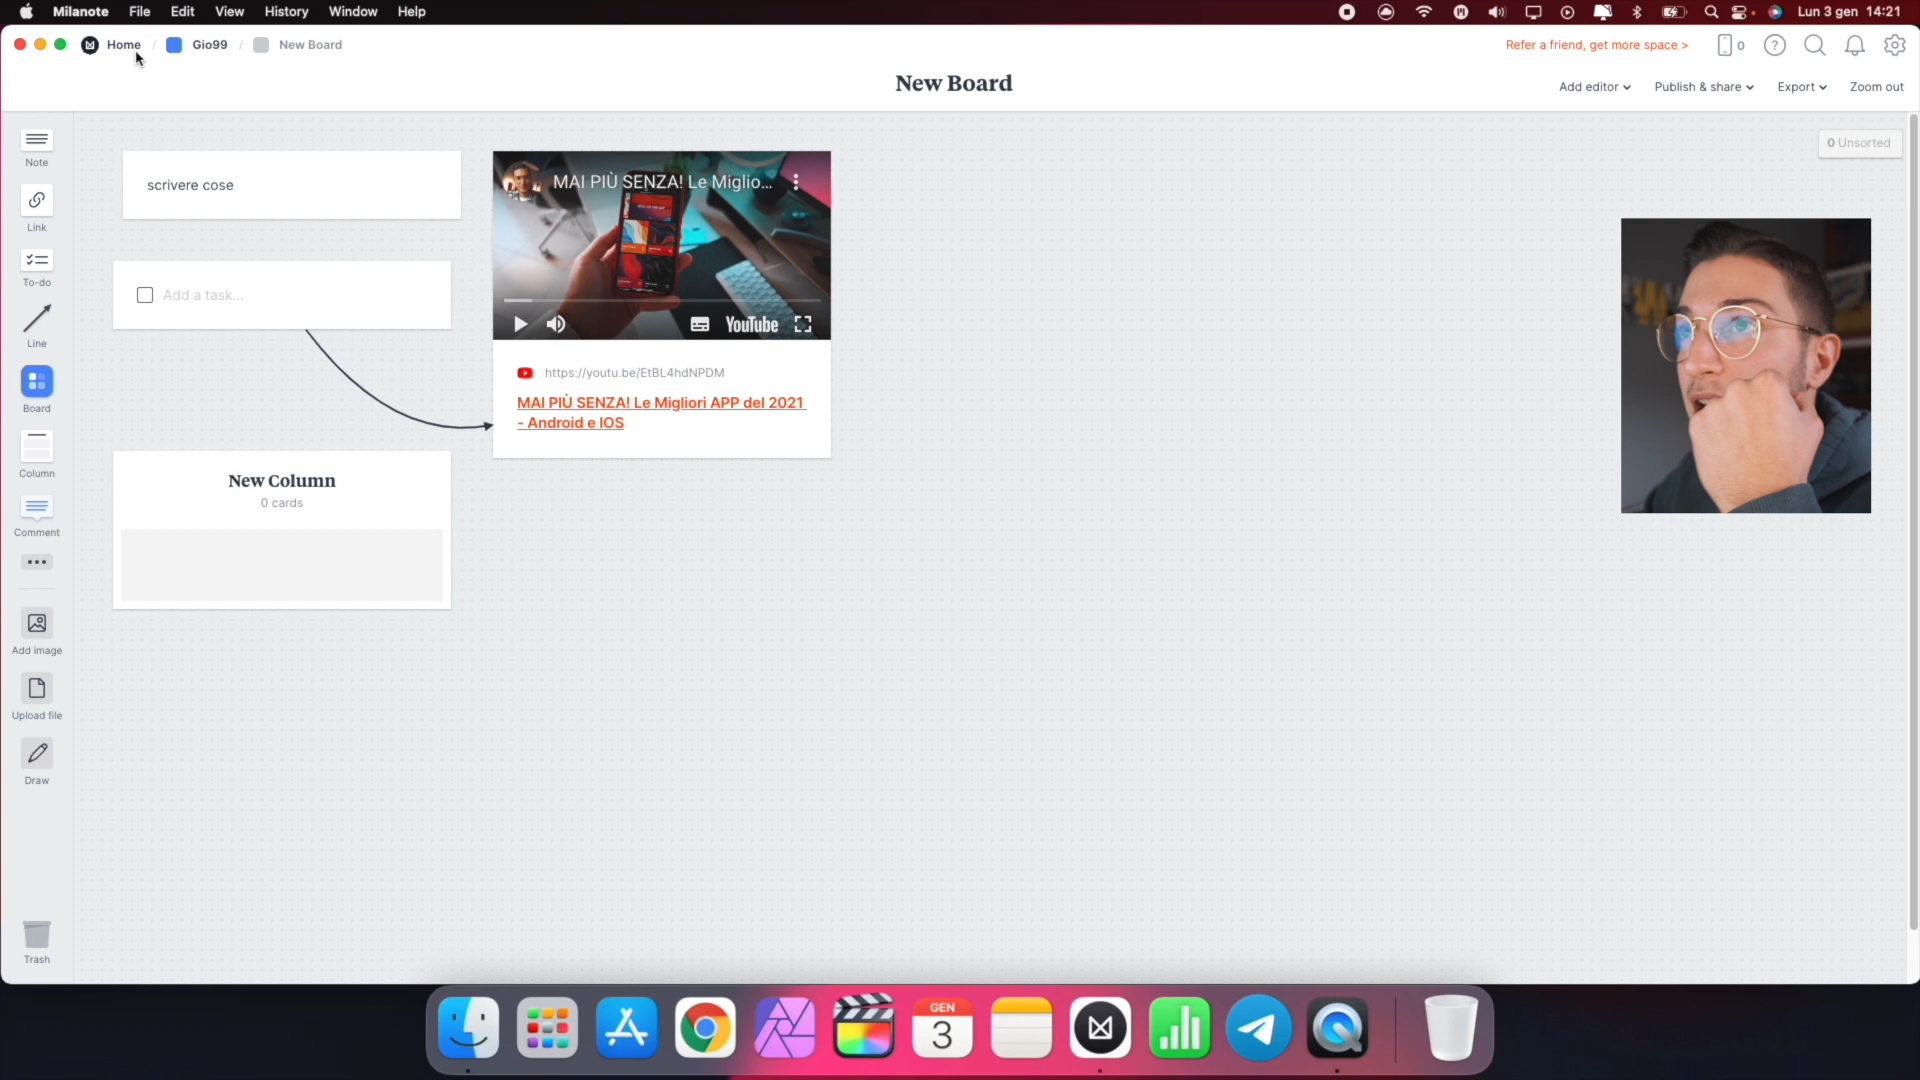 Milanote File Edit View History Window Help
Lun 3 gen 14:21
Home / Gio99 / New Board
Refer a friend, get more space >
0
New Board
Add editor
Publish & share
Export
Zoom out
Note
Link
To-do
Line
Board
Column
Comment
Add image
Upload file
Draw
Trash
0 Unsorted
scrivere cose
Add a task...
New Column
0 cards
MAI PIÙ SENZA! Le Miglio...
YouTube
https://youtu.be/EtBL4hdNPDM
MAI PIÙ SENZA! Le Migliori APP del 2021
- Android e IOS
GEN
3